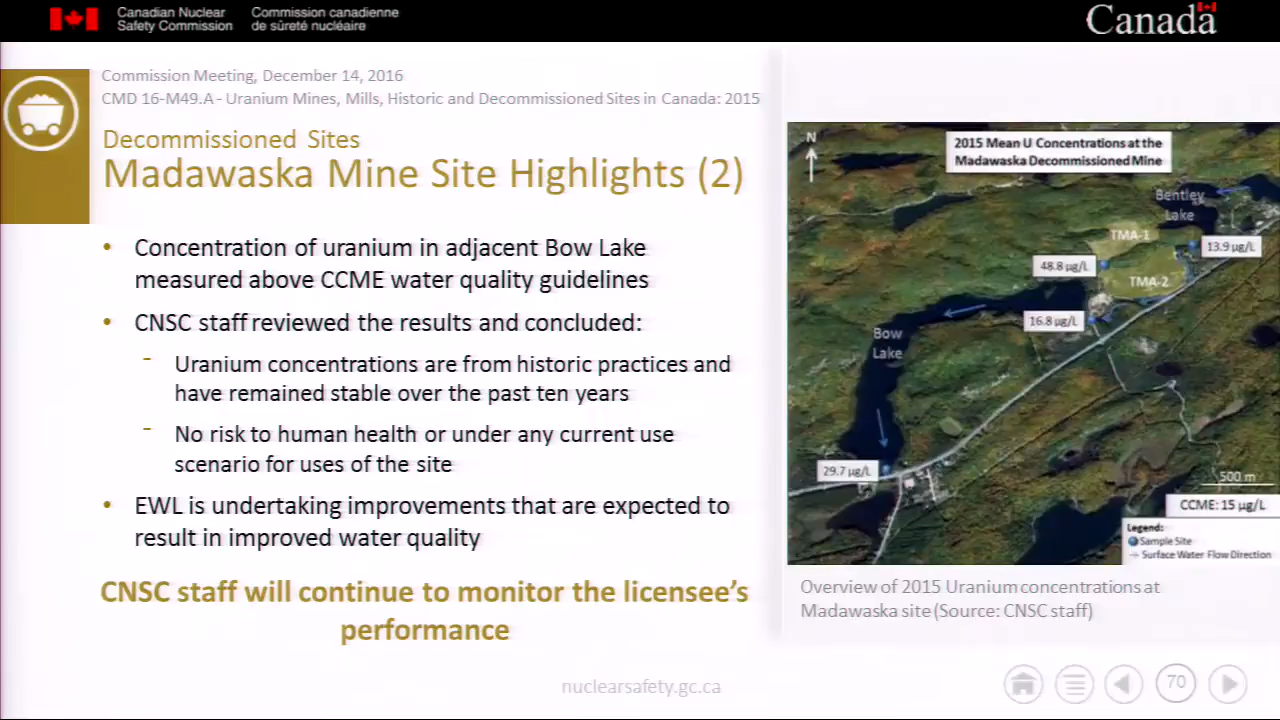 Canadian Nuclear
Safety Commission
Commission canadienne
de sûreté nucléaire
Canada
Commission Meeting, December 14, 2016
CMD 16-M49.A - Uranium Mines, Mills, Historic and Decommissioned Sites in Canada: 2015
Decommissioned Sites
Madawaska Mine Site Highlights (2)
• Concentration of uranium in adjacent Bow Lake
measured above CCME water quality guidelines
• CNSC staff reviewed the results and concluded:
- Uranium concentrations are from historic practices and
have remained stable over the past ten years
- No risk to human health or under any current use
scenario for uses of the site
• EWL is undertaking improvements that are expected to
result in improved water quality
CNSC staff will continue to monitor the licensee's
performance
N
2015 Mean U Concentrations at the
Madawaska Decommissioned Mine
Bentley
Lake
TMA-1
13.9 µg/L
48.8 µg/L
TMA-2
16.8 µg/L
Bow
Lake
29.7 µg/L
500 m
CCME: 15 µg/L
Legend:
Sample Site
Surface Water Flow Direction
Overview of 2015 Uranium concentrations at
Madawaska site (Source: CNSC staff)
nuclearsafety.gc.ca
70